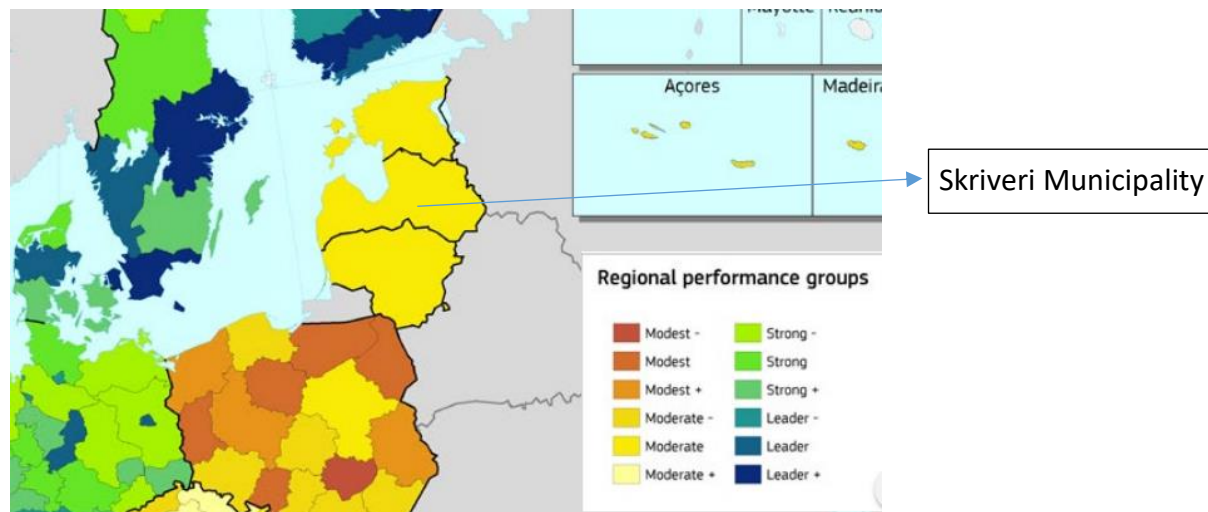 Mayotte
Açores
Madeira
Skriveri Municipality
Regional performance groups
Modest -
Strong -
Modest
Strong
Modest +
Strong +
Moderate -
Leader -
Moderate
Leader
Moderate +
Leader +